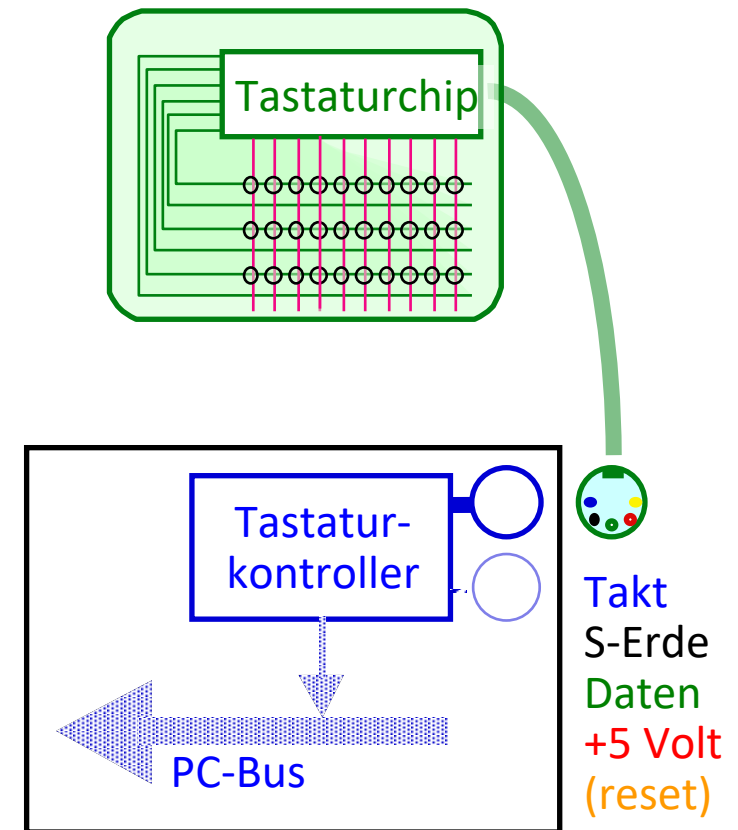 Tastaturchip
Tastatur-
kontroller
PC-Bus
Takt
S-Erde
Daten
+5 Volt
(reset)